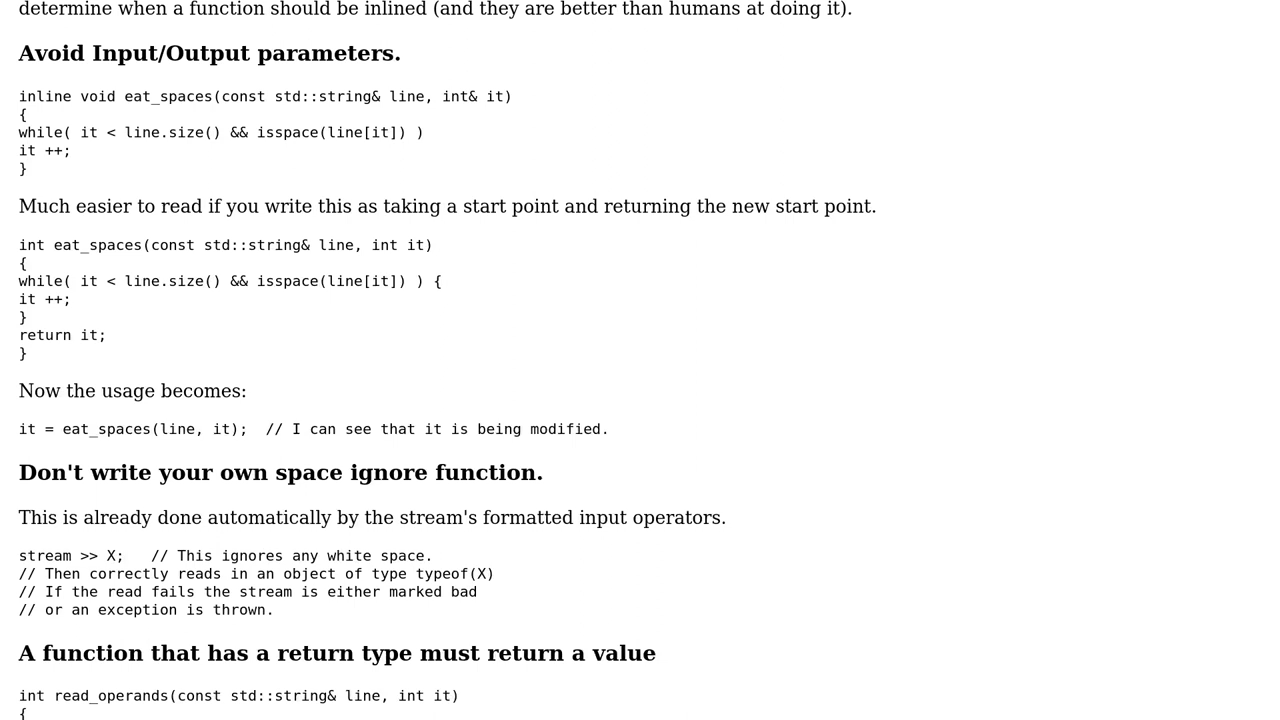 determine when a function should be inlined (and they are better than humans at doing it).
Avoid Input/Output parameters.
inline void eat_spaces(const std::string& line, int& it)
{
while( it < line.size() && isspace(line[it]) )
it ++;
}
Much easier to read if you write this as taking a start point and returning the new start point.
int eat_spaces(const std::string& line, int it)
{
while( it < line.size() && isspace(line[it]) ) {
it ++;
}
return it;
}
Now the usage becomes:
it = eat_spaces(line, it);  // I can see that it is being modified.
Don't write your own space ignore function.
This is already done automatically by the stream's formatted input operators.
stream >> X;   // This ignores any white space.
// Then correctly reads in an object of type typeof(X)
// If the read fails the stream is either marked bad
// or an exception is thrown.
A function that has a return type must return a value
int read_operands(const std::string& line, int it)
{